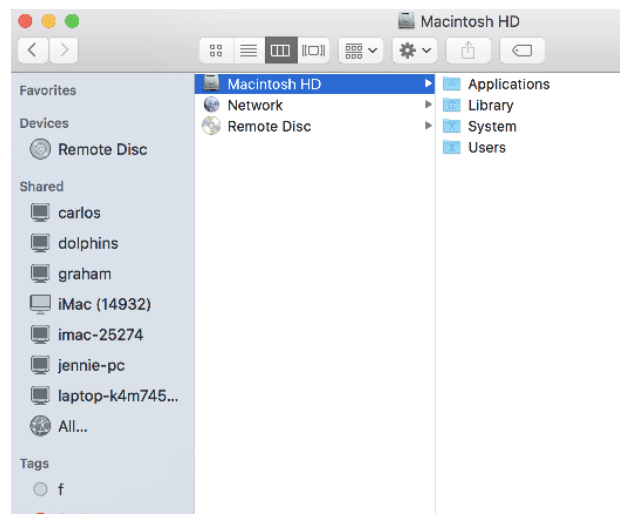 Macintosh HD
Favorites
Devices
Remote Disc
Shared
carlos
dolphins
graham
iMac (14932)
imac-25274
jennie-pc
laptop-k4m745...
All...
Tags
f
Macintosh HD
Network
Remote Disc
Applications
Library
System
Users